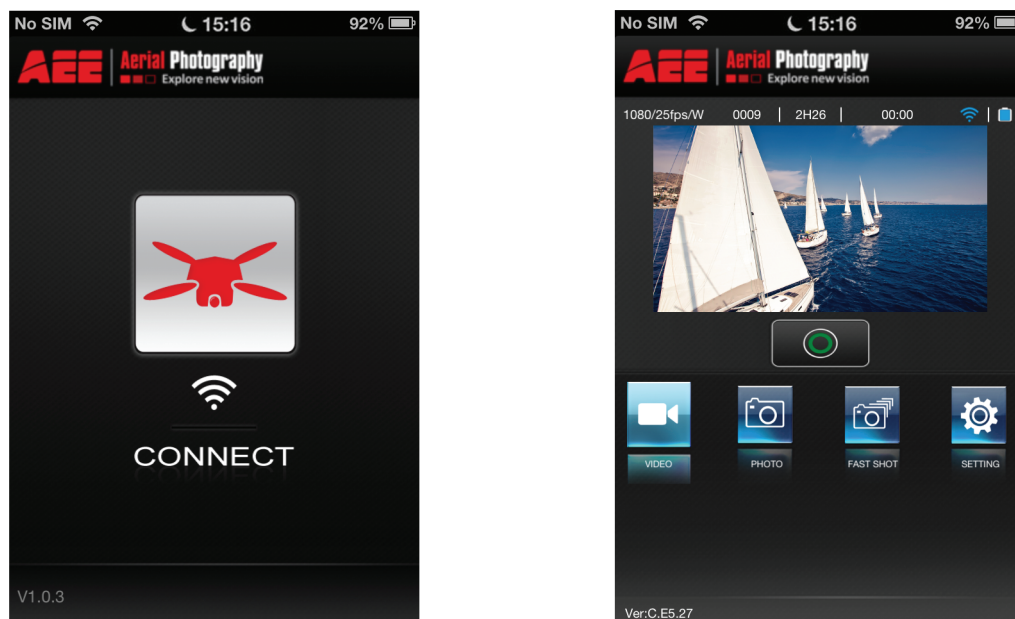 No SIM 15:16 92%
AEE Aerial Photography
Explore new vision
CONNECT
V1.0.3
No SIM 15:16 92%
AEE Aerial Photography
Explore new vision
1080/25fps/W 0009 | 2H26 | 00:00
VIDEO PHOTO FAST SHOT SETTING
Ver:C.E5.27